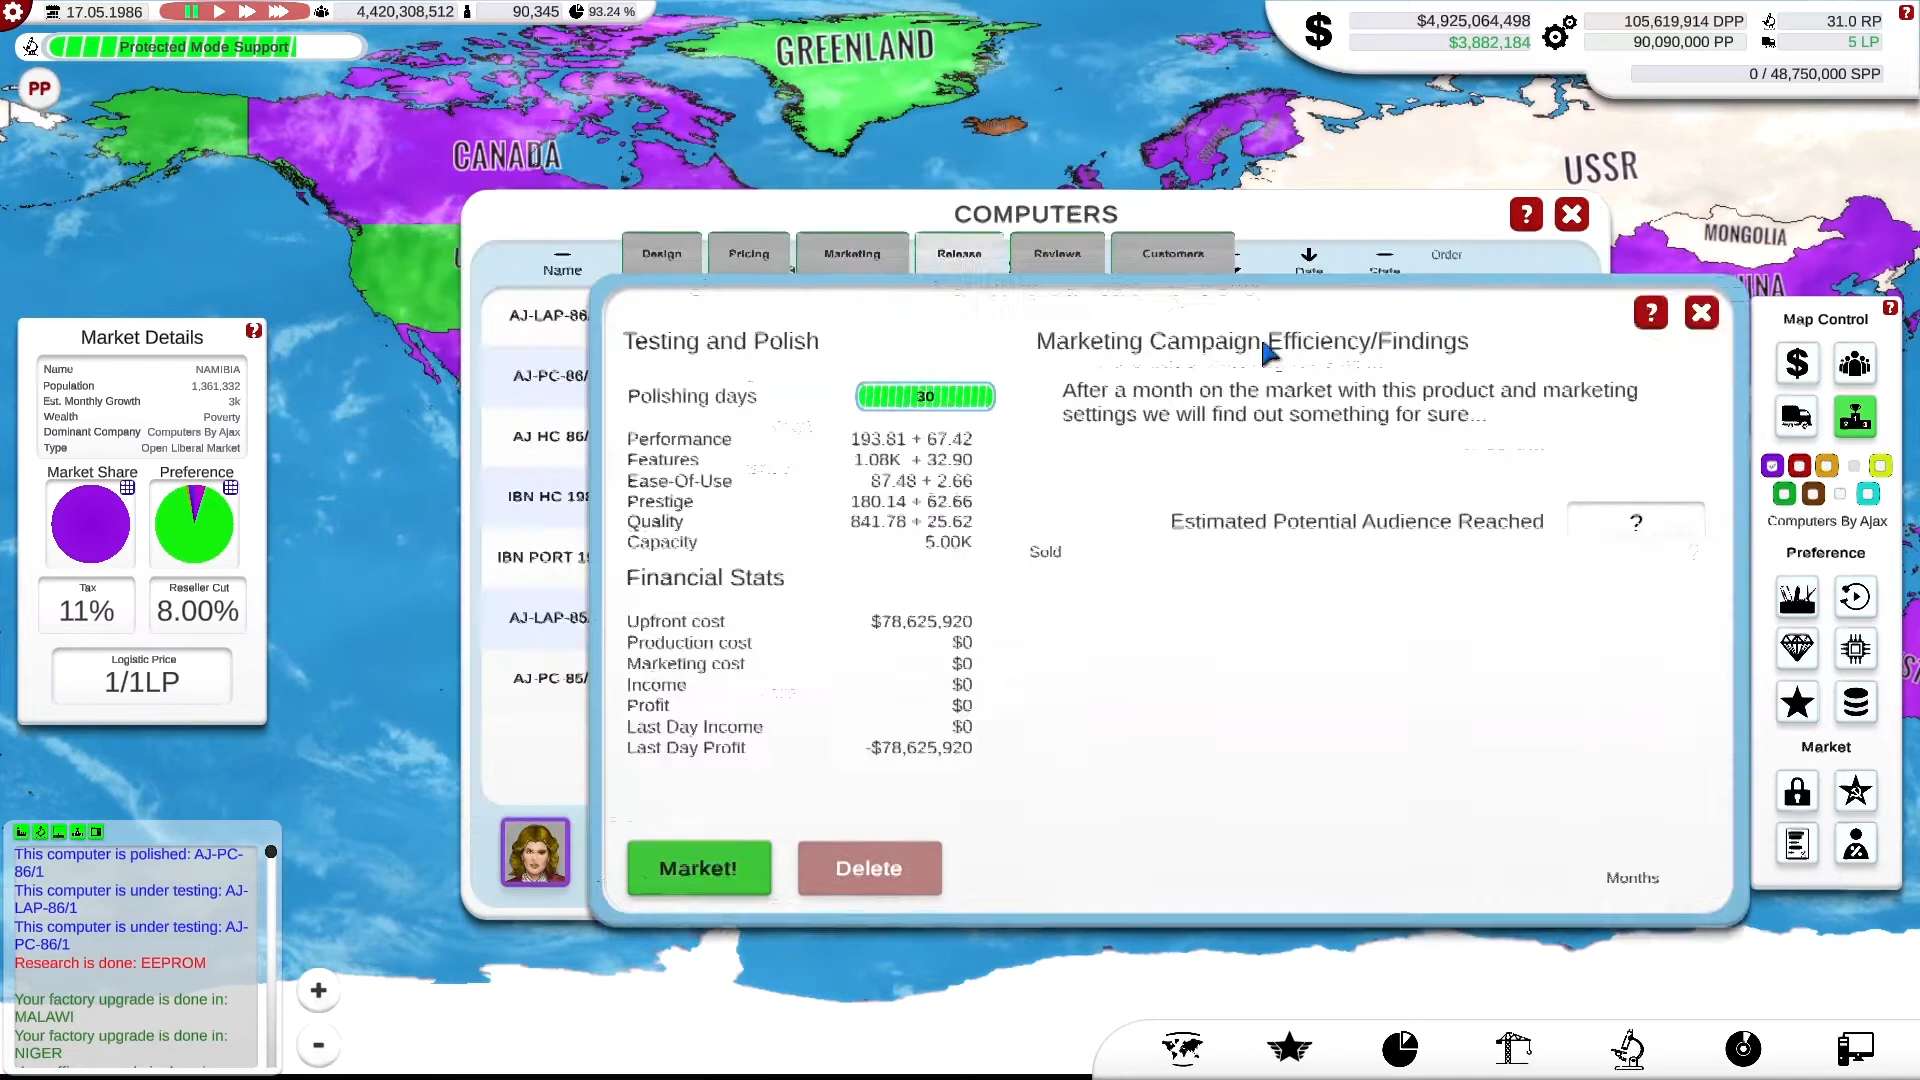 17.05.1986
4,420,308,512
90,345
93.24 %
Protected Mode Support
PP
$4,925,064,498
$3,882,184
105,619,914 DPP
90,090,000 PP
31.0 RP
5 LP
0 / 48,750,000 SPP
?
GREENLAND
CANADA
USSR
MONGOLIA
COMPUTERS
?
Design
Pricing
Marketing
Release
Reviews
Customers
Name
Date
State
Order
AJ-LAP-86/
AJ-PC-86/
AJ HC 86/
IBN HC 198
IBN PORT 1
AJ-LAP-85
AJ-PC-85/
?
Testing and Polish
Polishing days
30
Performance 193.81 + 67.42
Features 1.08K + 32.90
Ease-Of-Use 87.48 + 2.66
Prestige 180.14 + 62.66
Quality 841.78 + 25.62
Capacity 5.00K
Financial Stats
Upfront cost $78,625,920
Production cost $0
Marketing cost $0
Income $0
Profit $0
Last Day Income $0
Last Day Profit -$78,625,920
Market!
Delete
Marketing Campaign Efficiency/Findings
After a month on the market with this product and marketing
settings we will find out something for sure...
Estimated Potential Audience Reached
?
Sold
Months
Market Details
?
Name NAMIBIA
Population 1,361,332
Est. Monthly Growth 3k
Wealth Poverty
Dominant Company Computers By Ajax
Type Open Liberal Market
Market Share
Preference
Tax
11%
Reseller Cut
8.00%
Logistic Price
1/1LP
This computer is polished: AJ-PC-
86/1
This computer is under testing: AJ-
LAP-86/1
This computer is under testing: AJ-
PC-86/1
Research is done: EEPROM
Your factory upgrade is done in:
MALAWI
Your factory upgrade is done in:
NIGER
+
-
?
Map Control
Computers By Ajax
Preference
Market